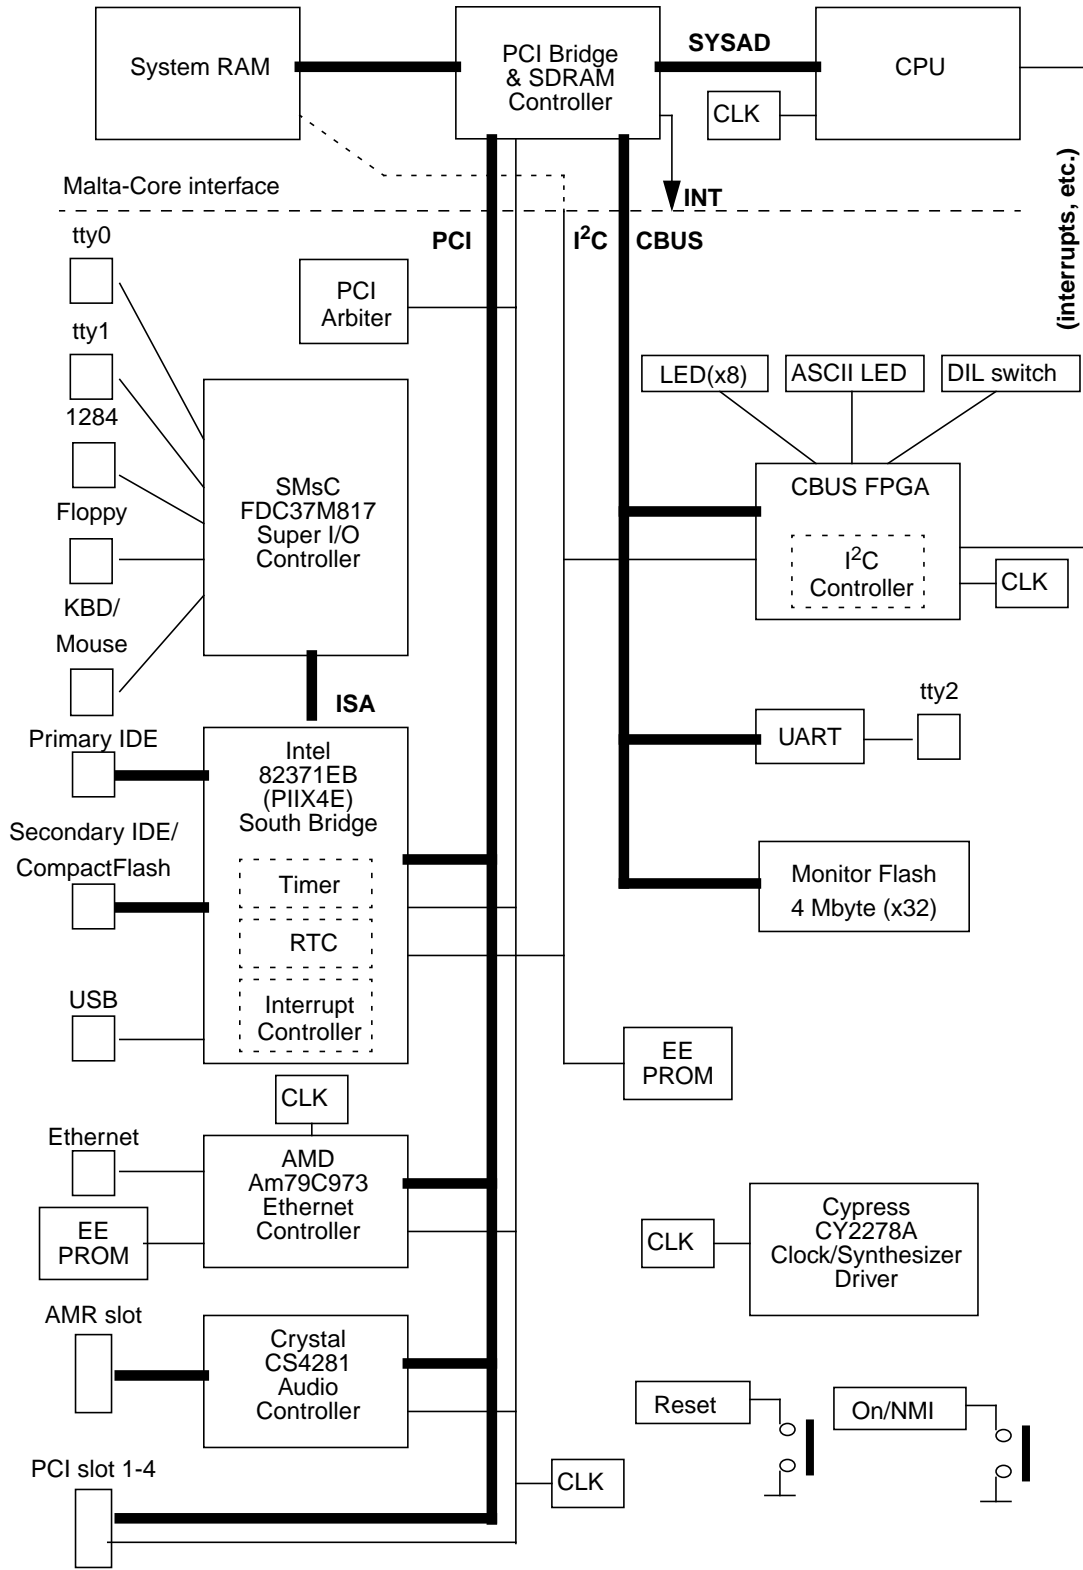 System RAM
PCI Bridge
& SDRAM
Controller
SYSAD
CPU
CLK
(interrupts, etc.)
Malta-Core interface
INT
PCI
I²C
CBUS
tty0
PCI
Arbiter
tty1
LED(x8)
ASCII LED
DIL switch
1284
SMsC
FDC37M817
Super I/O
Controller
CBUS FPGA
I²C
Controller
CLK
Floppy
KBD/
Mouse
ISA
tty2
UART
Primary IDE
Intel
82371EB
(PIIX4E)
South Bridge
Secondary IDE/
CompactFlash
Timer
RTC
Interrupt
Controller
Monitor Flash
4 Mbyte (x32)
USB
EE
PROM
CLK
Ethernet
AMD
Am79C973
Ethernet
Controller
EE
PROM
CLK
Cypress
CY2278A
Clock/Synthesizer
Driver
AMR slot
Crystal
CS4281
Audio
Controller
Reset
On/NMI
PCI slot 1-4
CLK